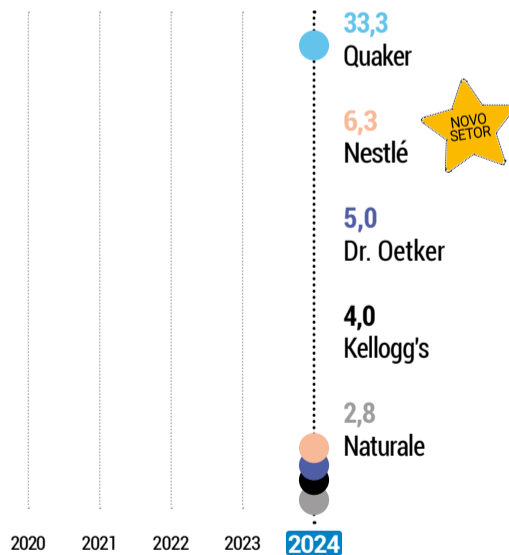 33,3
Quaker
6,3
Nestlé
NOVO
SETOR
5,0
Dr. Oetker
4,0
Kellogg's
2,8
Naturale
2020 2021 2022 2023 2024